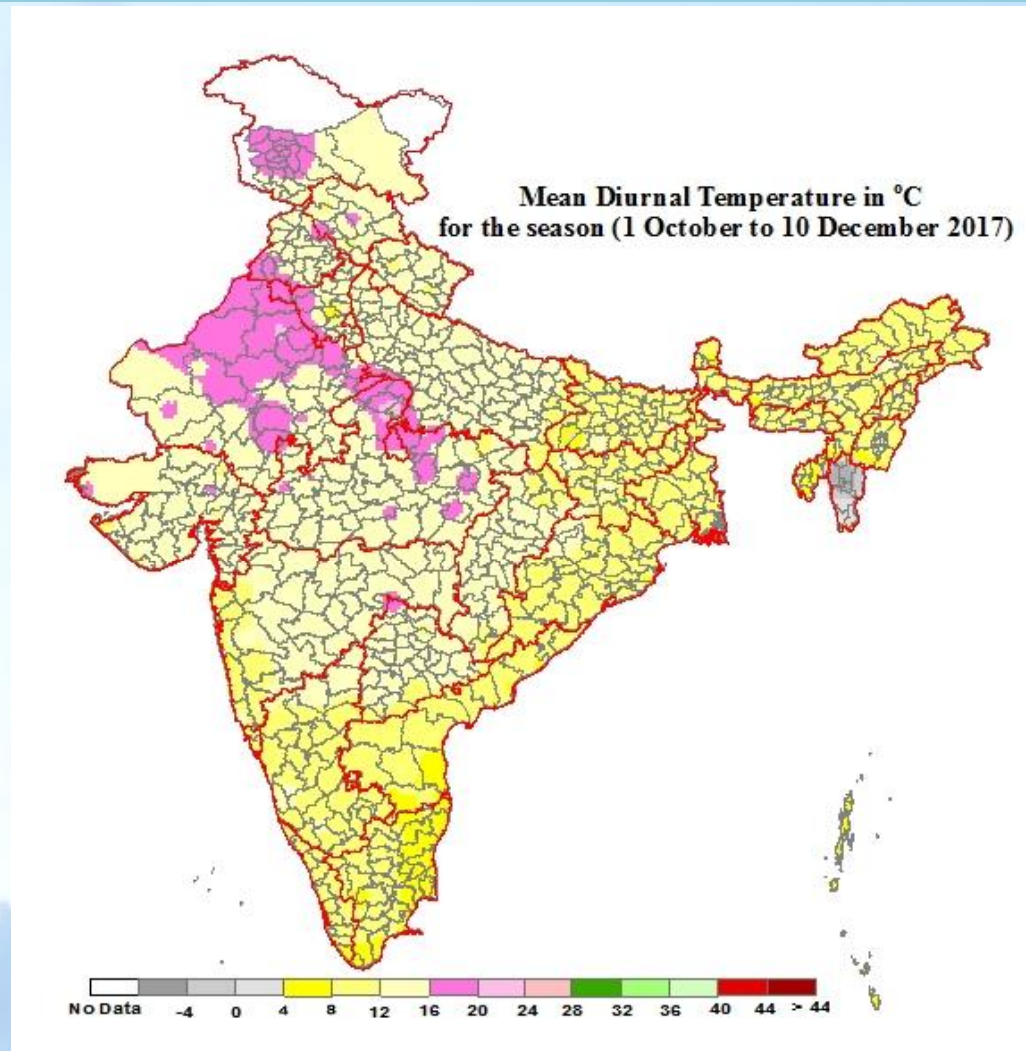 Mean Diurnal Temperature in °C
for the season (1 October to 10 December 2017)
No Data -4 0 4 8 12 16 20 24 28 32 36 40 44 > 44